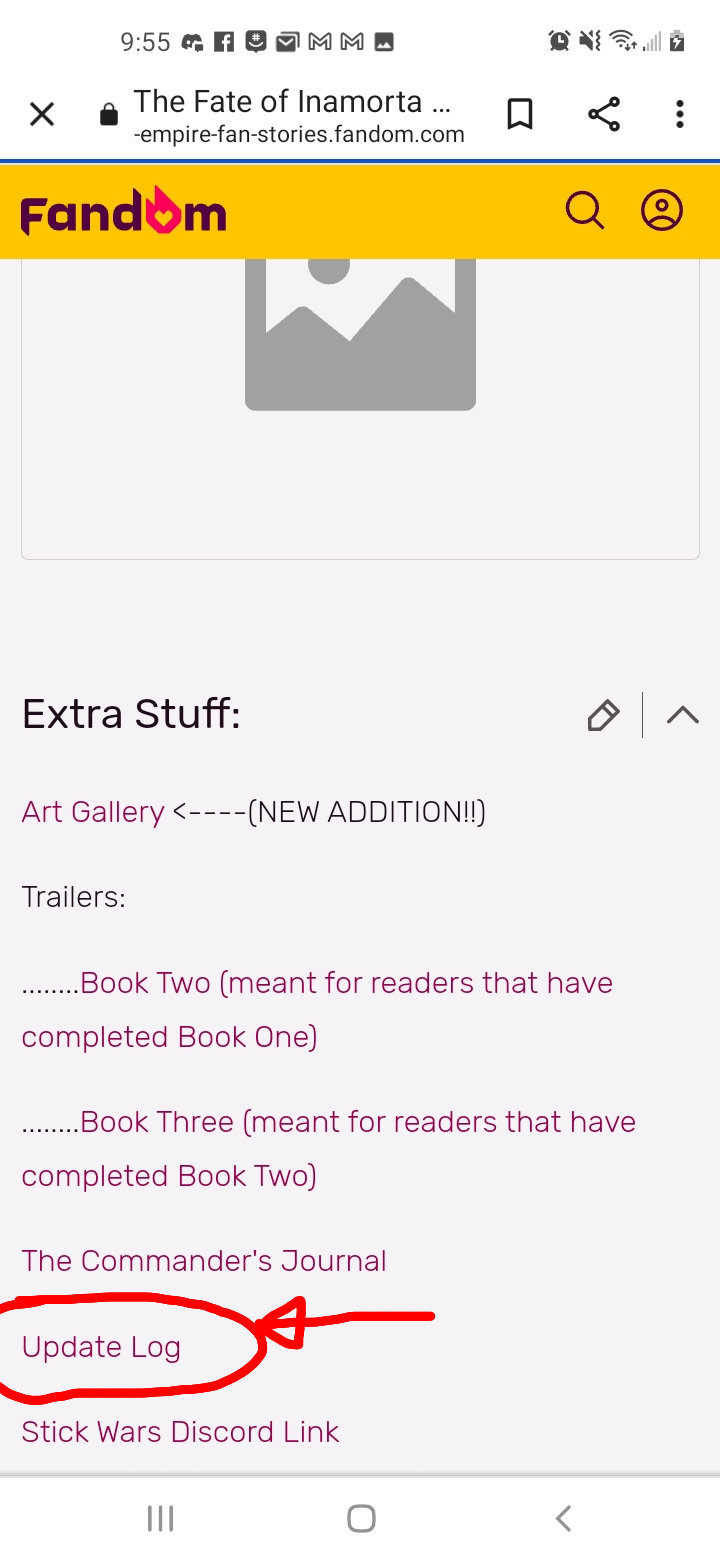 9:55
The Fate of Inamorta ...
-empire-fan-stories.fandom.com
Fandom
Extra Stuff:
Art Gallery <----(NEW ADDITION!!)
Trailers:
........Book Two (meant for readers that have
completed Book One)
........Book Three (meant for readers that have
completed Book Two)
The Commander's Journal
Update Log
Stick Wars Discord Link